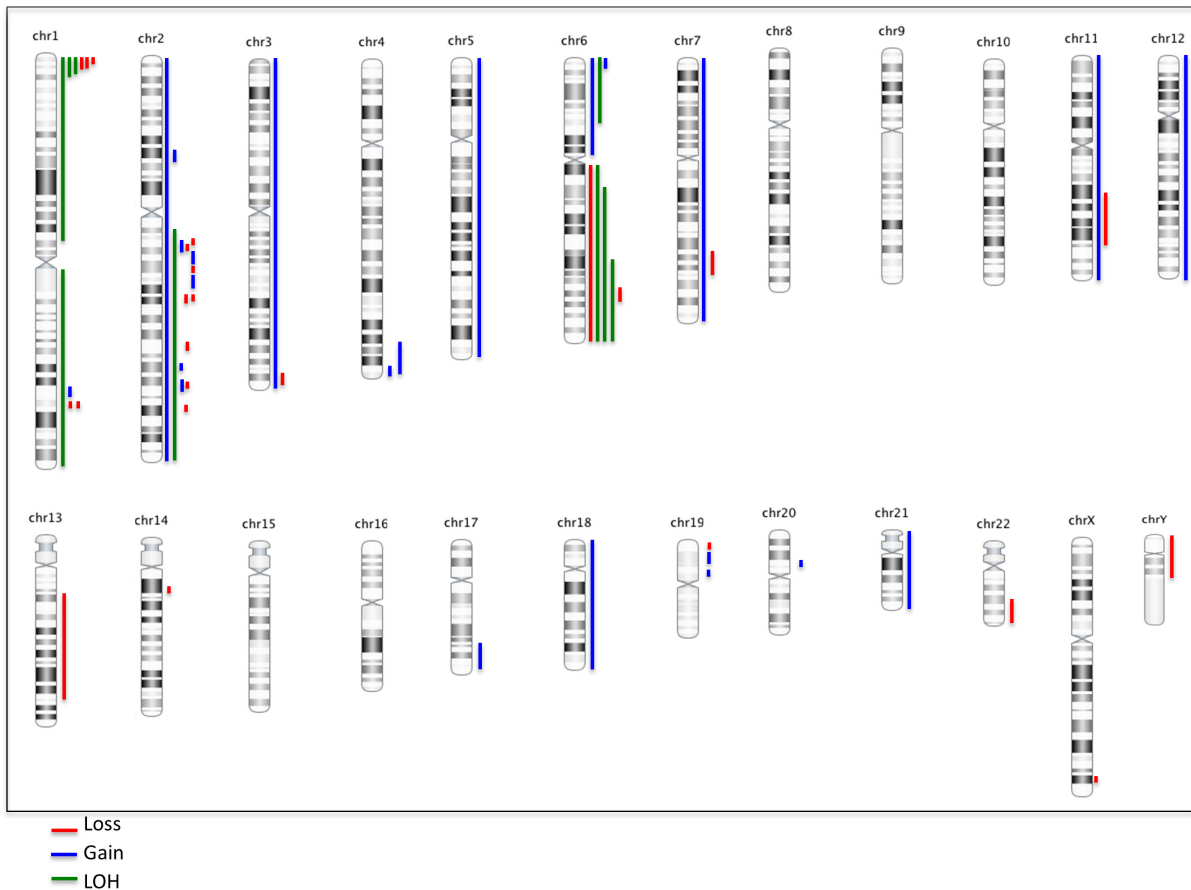 chr1 chr2 chr3 chr4 chr5 chr6 chr7 chr8 chr9 chr10 chr11 chr12
chr13 chr14 chr15 chr16 chr17 chr18 chr19 chr20 chr21 chr22 chrX chrY
Loss
Gain
LOH